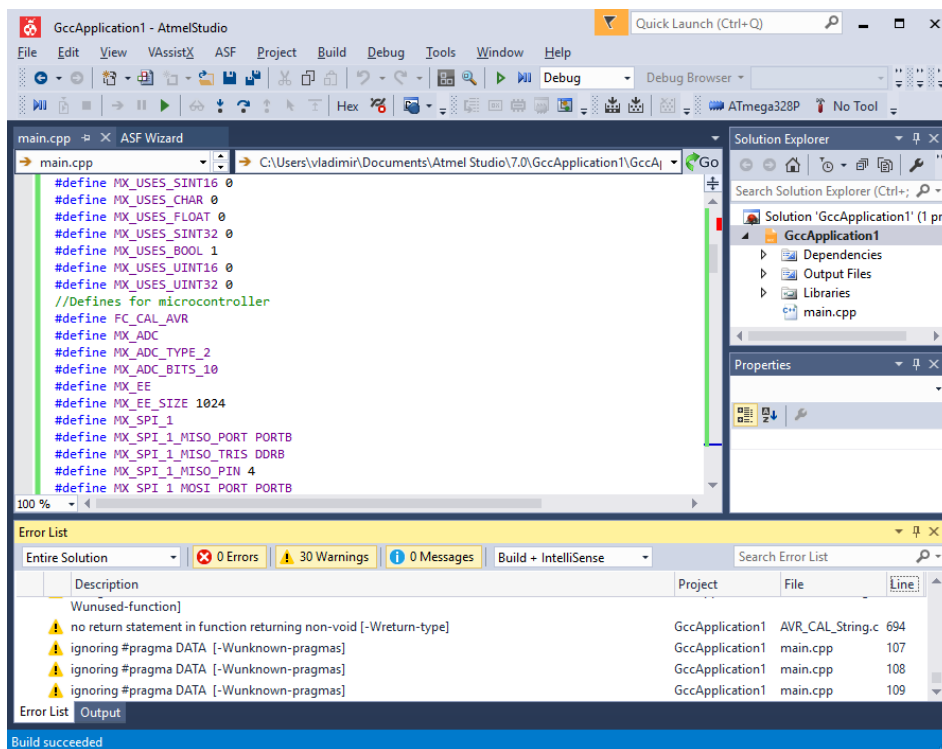 GccApplication1 - AtmelStudio
Quick Launch (Ctrl+Q)
File Edit View VAssistX ASF Project Build Debug Tools Window Help
Debug Debug Browser
Hex ATmega328P No Tool
main.cpp ASF Wizard
main.cpp C:\Users\vladimir\Documents\Atmel Studio\7.0\GccApplication1\GccA Go
#define MX_USES_SINT16 0
#define MX_USES_CHAR 0
#define MX_USES_FLOAT 0
#define MX_USES_SINT32 0
#define MX_USES_BOOL 1
#define MX_USES_UINT16 0
#define MX_USES_UINT32 0
//Defines for microcontroller
#define FC_CAL_AVR
#define MX_ADC
#define MX_ADC_TYPE_2
#define MX_ADC_BITS_10
#define MX_EE
#define MX_EE_SIZE 1024
#define MX_SPI_1
#define MX_SPI_1_MISO_PORT PORTB
#define MX_SPI_1_MISO_TRIS DDRB
#define MX_SPI_1_MISO_PIN 4
#define MX_SPI_1_MOSI_PORT PORTB
100 %
Solution Explorer
Search Solution Explorer (Ctrl+;
Solution 'GccApplication1' (1 pr
GccApplication1
Dependencies
Output Files
Libraries
main.cpp
Properties
Error List
Entire Solution 0 Errors 30 Warnings 0 Messages Build + IntelliSense Search Error List
Description Project File Line
Wunused-function]
no return statement in function returning non-void [-Wreturn-type] GccApplication1 AVR_CAL_String.c 694
ignoring #pragma DATA [-Wunknown-pragmas] GccApplication1 main.cpp 107
ignoring #pragma DATA [-Wunknown-pragmas] GccApplication1 main.cpp 108
ignoring #pragma DATA [-Wunknown-pragmas] GccApplication1 main.cpp 109
Error List Output
Build succeeded